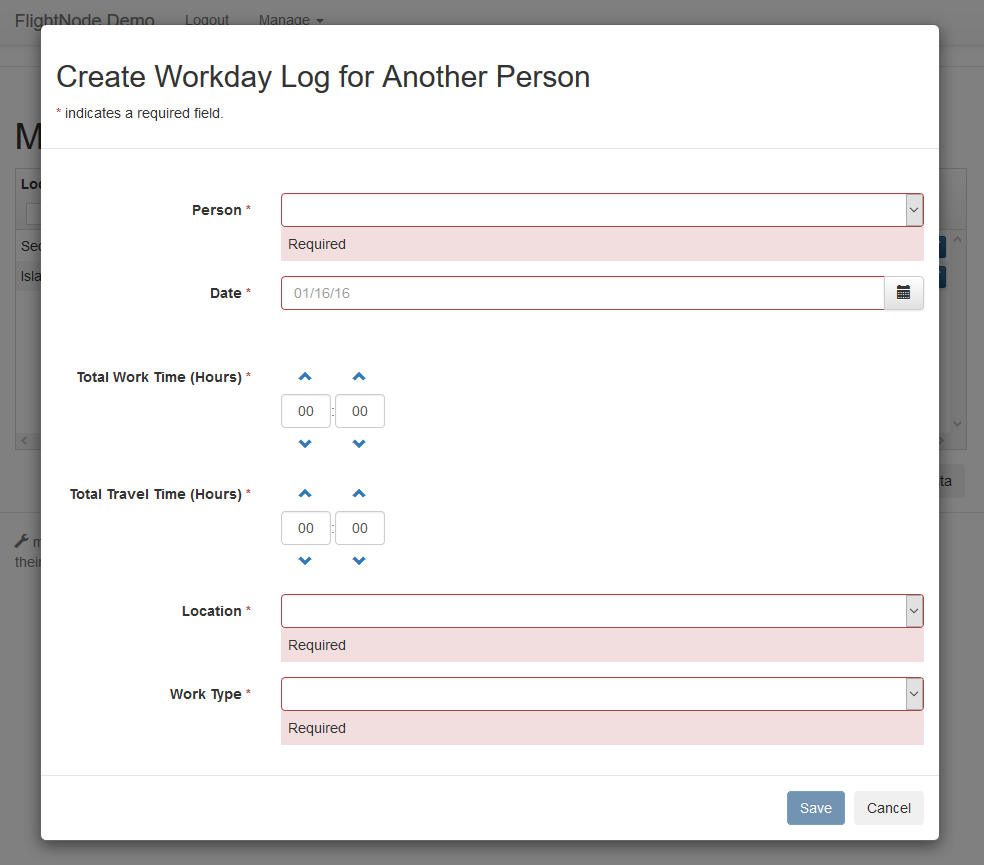 FlightNode Demo Logout Manage
Create Workday Log for Another Person
* indicates a required field.
M
Loc
Person *
Required
Sec
Isla
Date *
01/16/16
Total Work Time (Hours) *
00 : 00
Total Travel Time (Hours) *
00 : 00
ta
m
their
Location *
Required
Work Type *
Required
Save Cancel